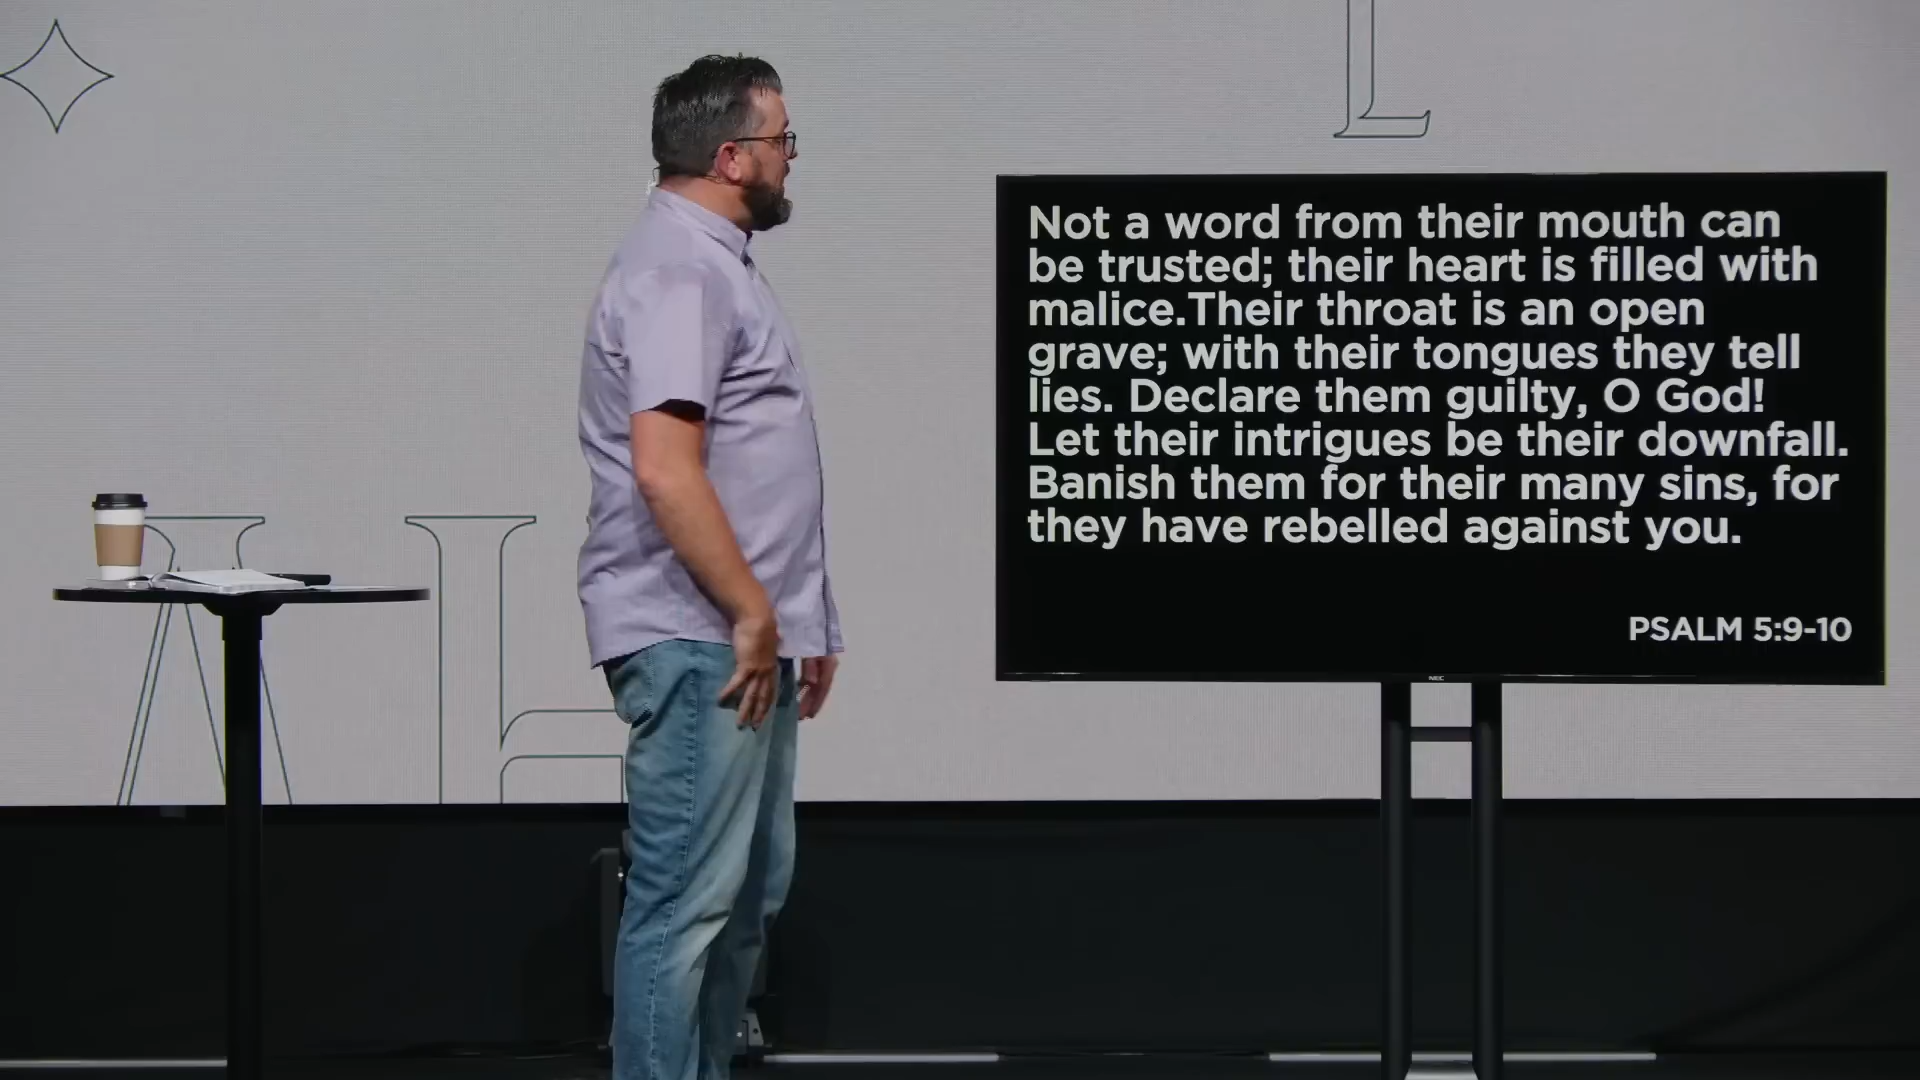 Not a word from their mouth can
be trusted; their heart is filled with
malice.Their throat is an open
grave; with their tongues they tell
lies. Declare them guilty, O God!
Let their intrigues be their downfall.
Banish them for their many sins, for
they have rebelled against you.
PSALM 5:9-10
NEC